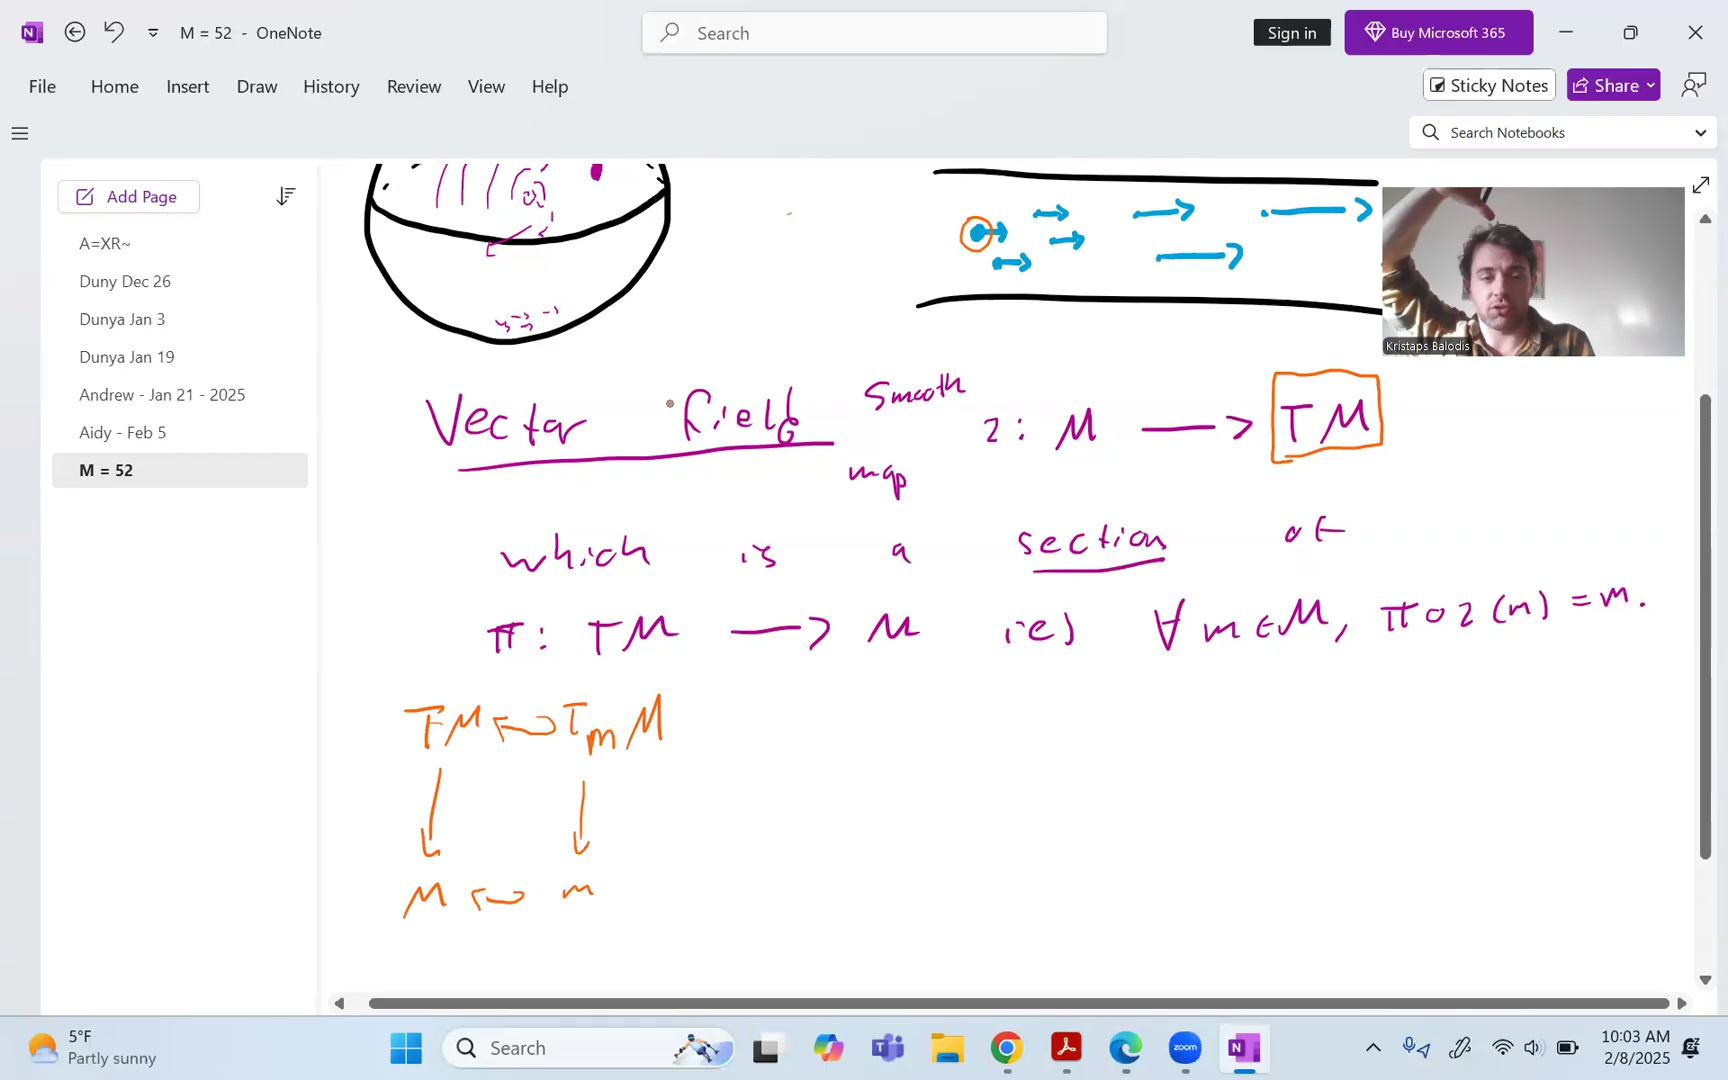 M = 52 - OneNote
Search
Sign in
Buy Microsoft 365
File Home Insert Draw History Review View Help
Sticky Notes
Share
Search Notebooks
Add Page
A=XR~
Duny Dec 26
Dunya Jan 3
Dunya Jan 19
Andrew - Jan 21 - 2025
Aidy - Feb 5
M = 52
Kristaps Balodis
Vector field smooth map 2: M → TM
which is a section of
π: TM → M ie) ∀ m ∈ M, π ∘ 2 (m) = m.
TM ↩ TmM
↓ ↓
M ↩ m
5°F
Partly sunny
Search
zoom
10:03 AM
2/8/2025